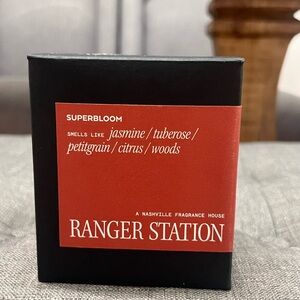 SUPERBLOOM
SMELLS LIKE jasmine / tuberose /
petitgrain / citrus / woods
A NASHVILLE FRAGRANCE HOUSE
RANGER STATION